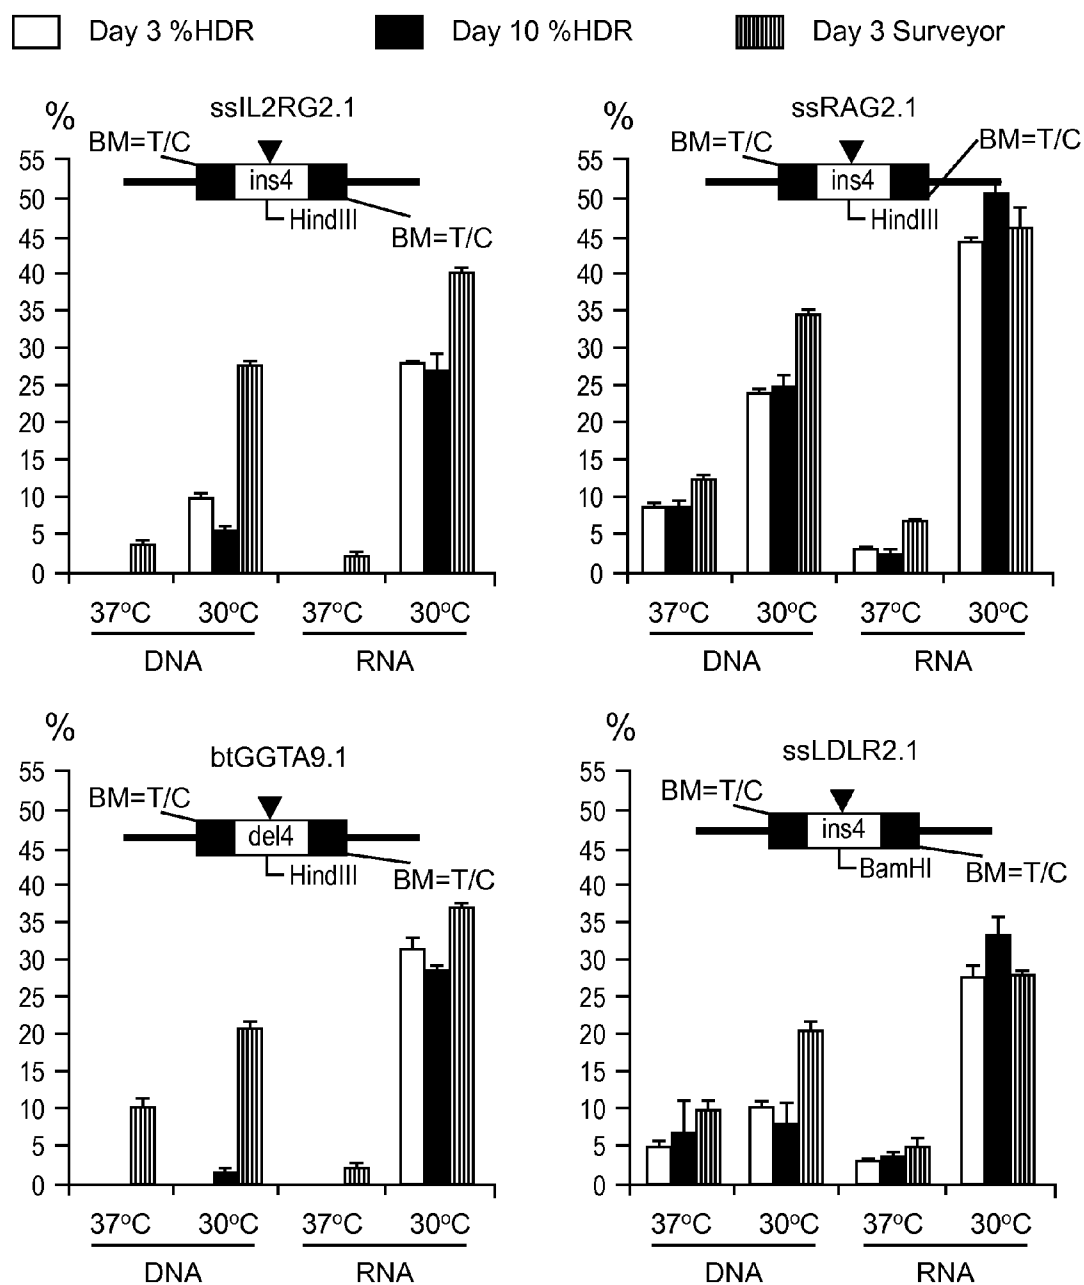 Day 3 %HDR Day 10 %HDR Day 3 Surveyor
%
ssIL2RG2.1
BM=T/C
ins4
HindIII
BM=T/C
55
50
45
40
35
30
25
20
15
10
5
0
37°C 30°C 37°C 30°C
DNA RNA
%
ssRAG2.1
BM=T/C
BM=T/C
ins4
HindIII
55
50
45
40
35
30
25
20
15
10
5
0
37°C 30°C 37°C 30°C
DNA RNA
%
btGGTA9.1
BM=T/C
del4
HindIII
BM=T/C
55
50
45
40
35
30
25
20
15
10
5
0
37°C 30°C 37°C 30°C
DNA RNA
%
ssLDLR2.1
BM=T/C
ins4
BamHI
BM=T/C
55
50
45
40
35
30
25
20
15
10
5
0
37°C 30°C 37°C 30°C
DNA RNA